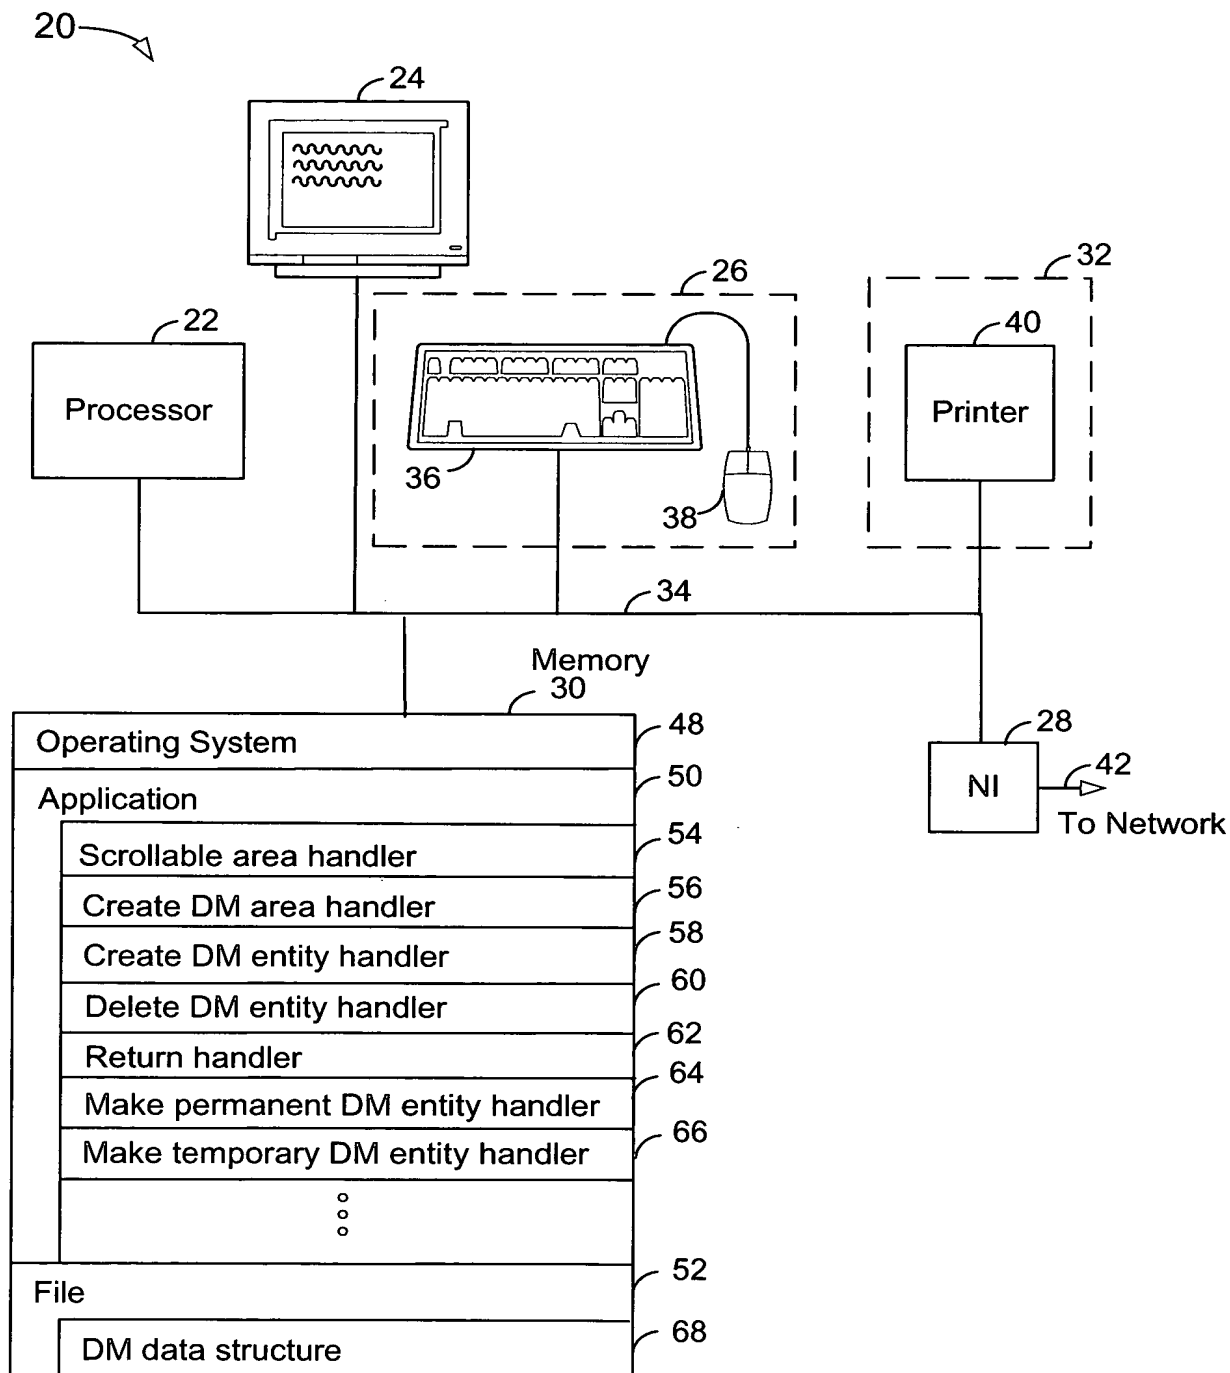 20
24
26
32
22
40
Processor
Printer
36
38
34
Memory
30
Operating System
48
28
50
42
NI
Application
To Network
54
Scrollable area handler
56
Create DM area handler
58
Create DM entity handler
60
Delete DM entity handler
62
Return handler
64
Make permanent DM entity handler
66
Make temporary DM entity handler
52
File
68
DM data structure